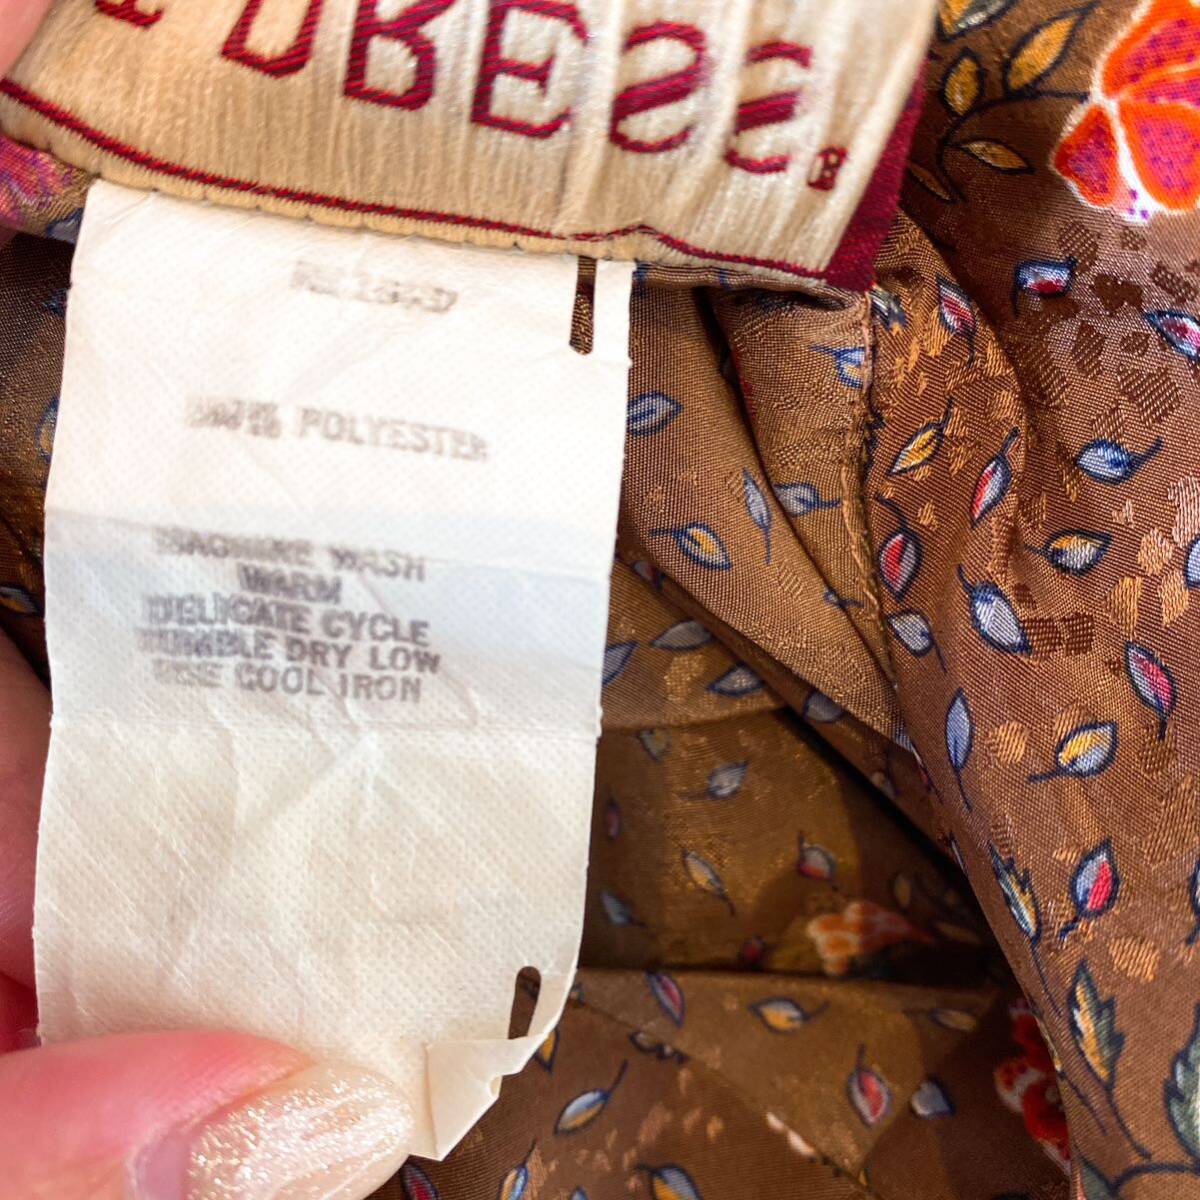 DRESS
100% POLYESTER
MACHINE WASH
WARM
DELICATE CYCLE
TUMBLE DRY LOW
USE COOL IRON